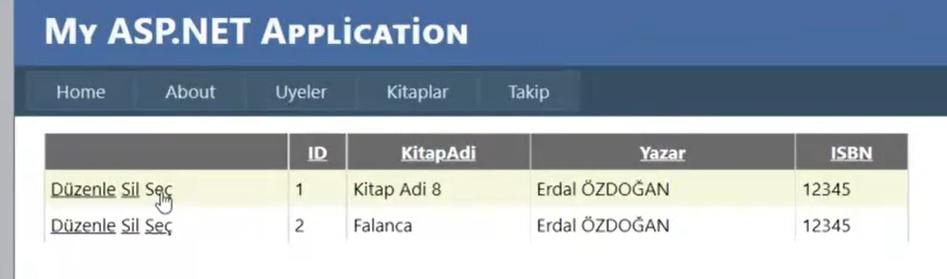 My ASP.NET Application
Home About Uyeler Kitaplar Takip
ID KitapAdi Yazar ISBN
Düzenle Sil Seç 1 Kitap Adi 8 Erdal ÖZDOĞAN 12345
Düzenle Sil Seç 2 Falanca Erdal ÖZDOĞAN 12345